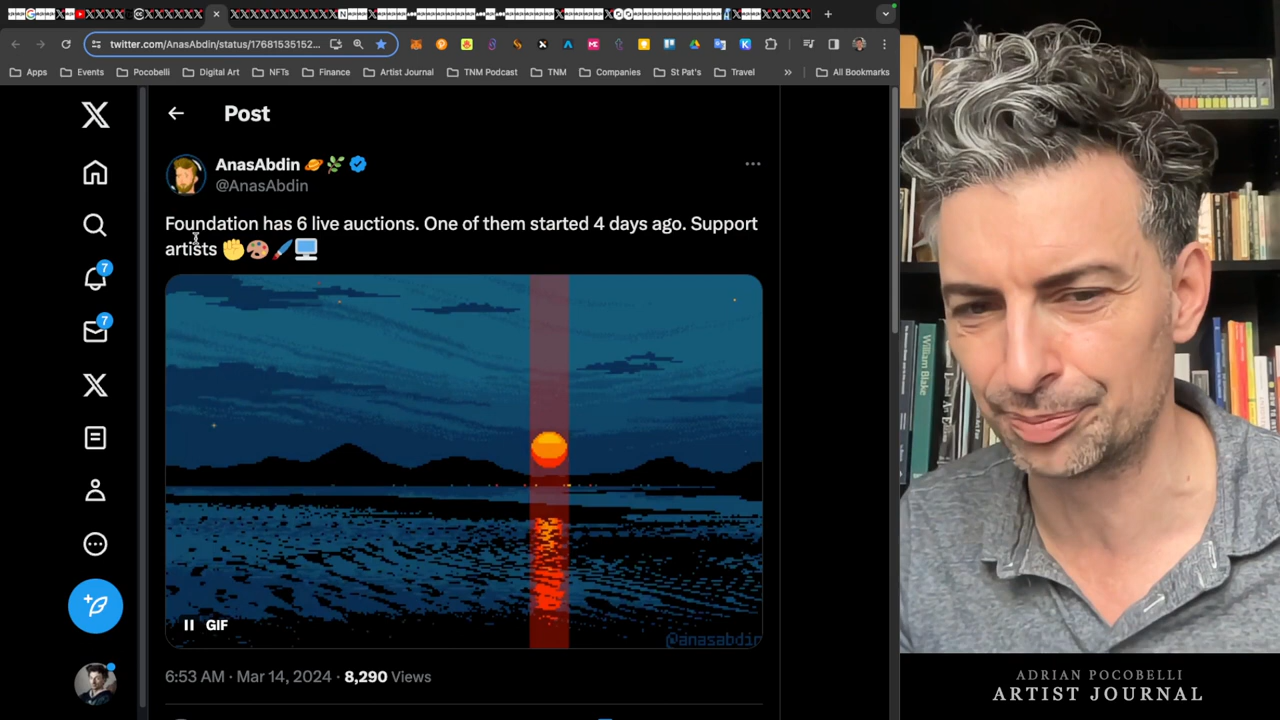 twitter.com/AnasAbdin/status/17681535152...
Apps
Events
Pocobelli
Digital Art
NFTs
Finance
Artist Journal
TNM Podcast
TNM
Companies
St Pat's
Travel
»
All Bookmarks
Post
AnasAbdin
@AnasAbdin
Foundation has 6 live auctions. One of them started 4 days ago. Support
artists
7
7
GIF
@anasabdin
6:53 AM · Mar 14, 2024 · 8,290 Views
William Blake
ADRIAN POCOBELLI
ARTIST JOURNAL